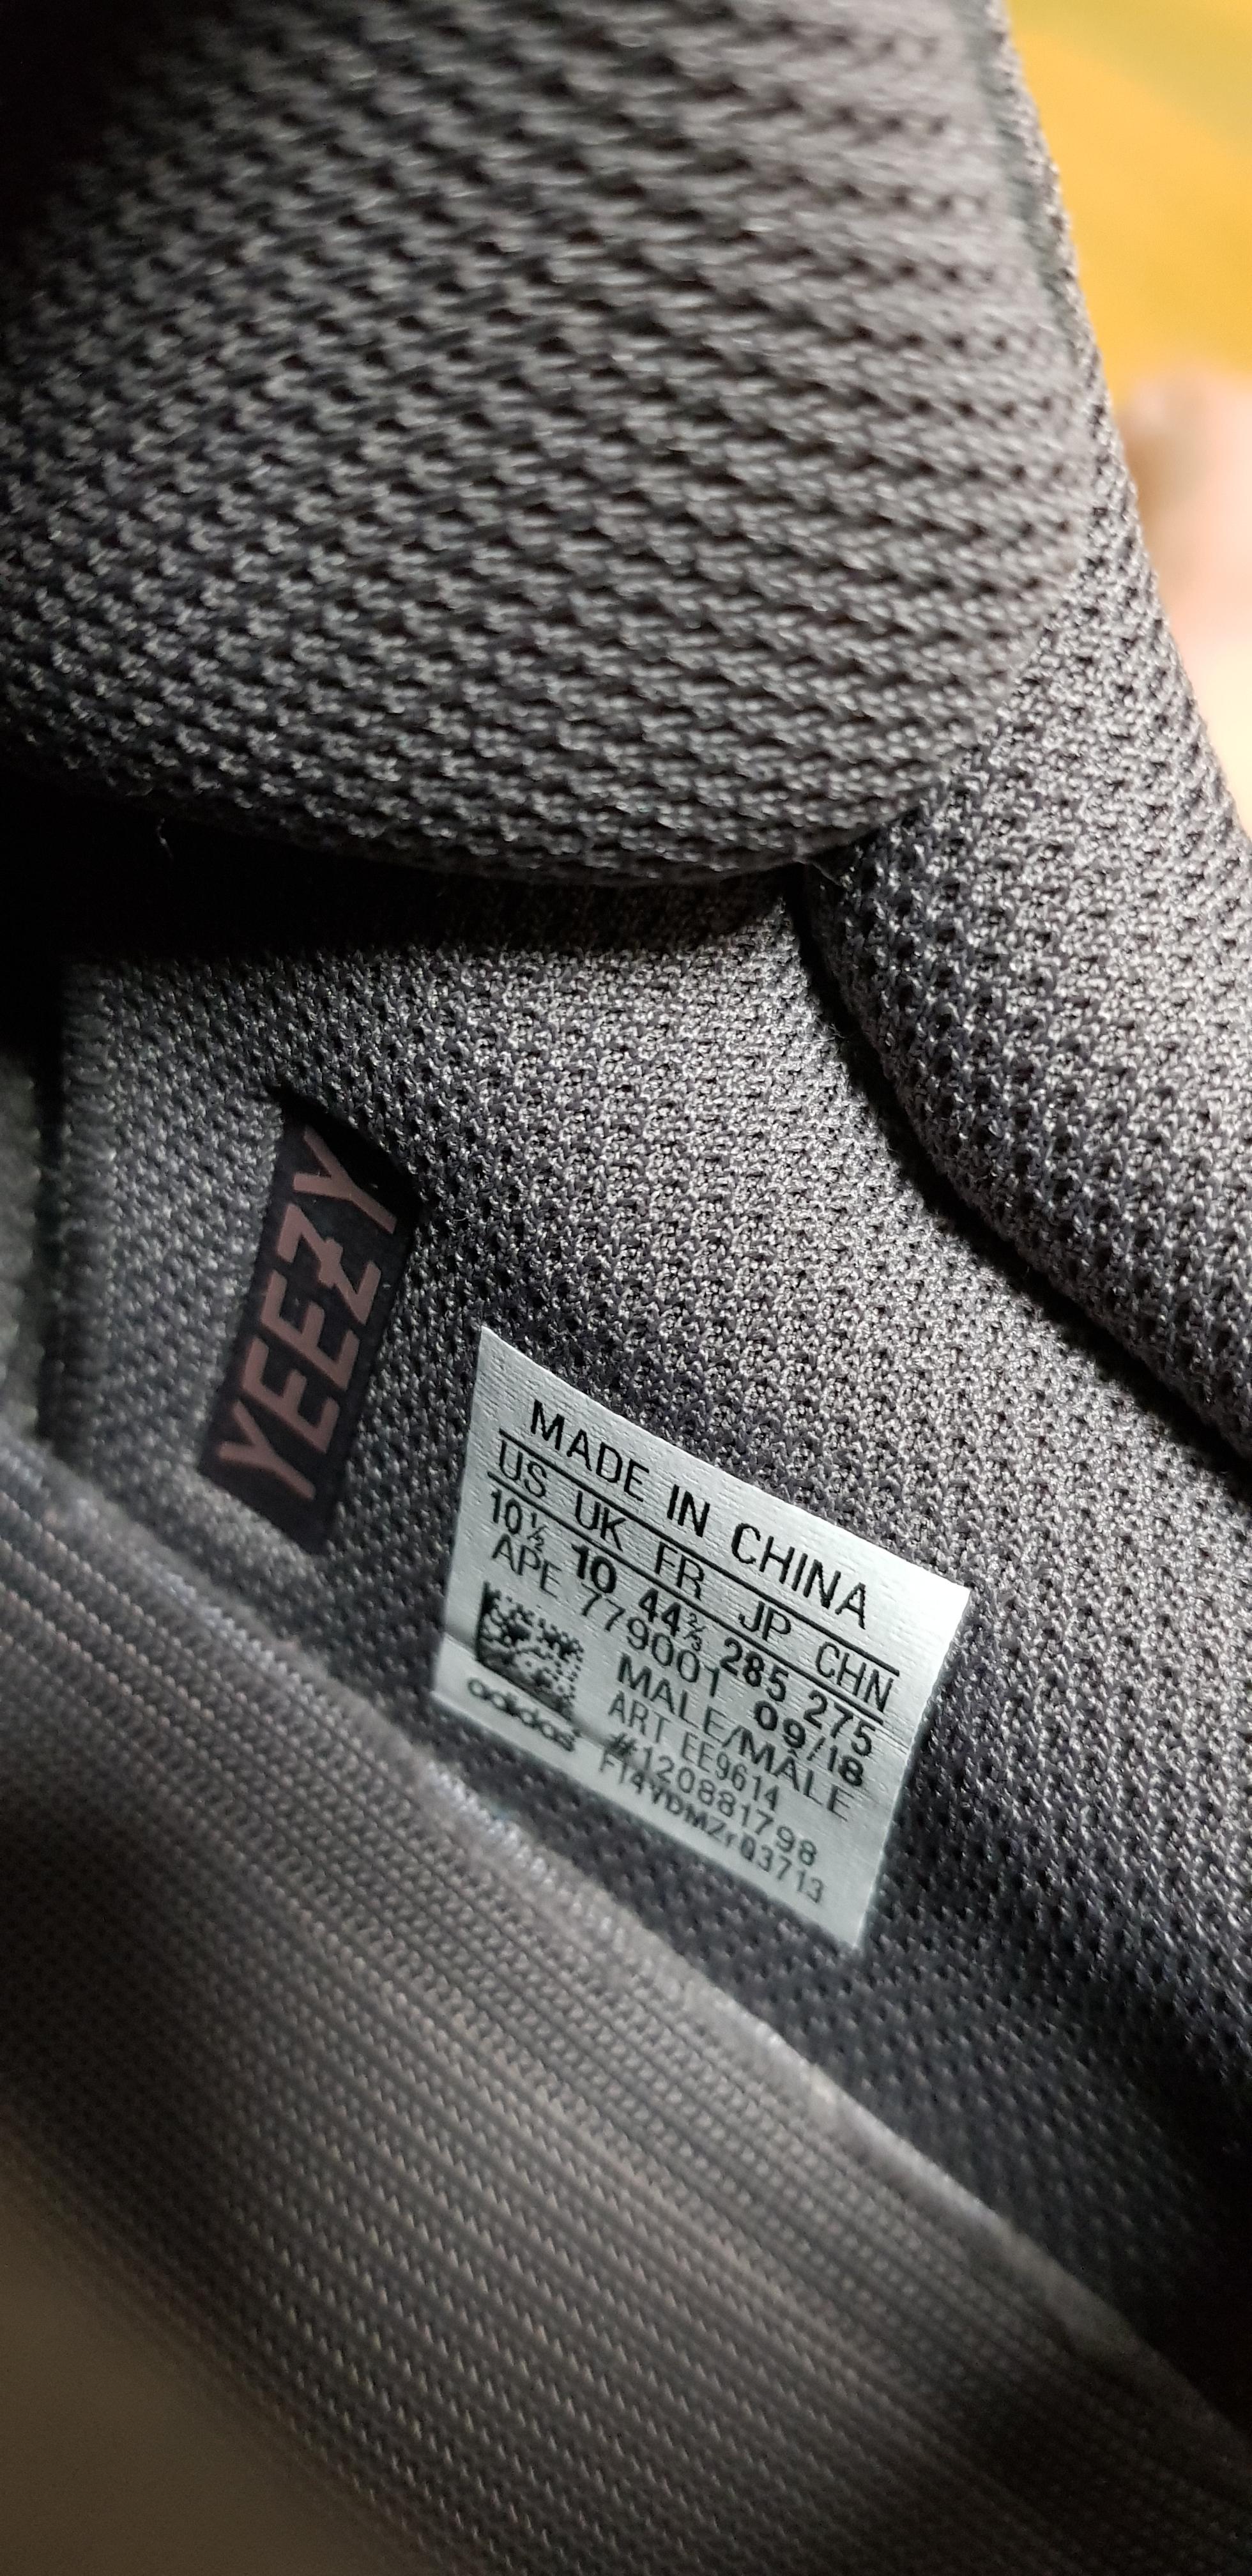 YEEZY
MADE IN CHINA
US UK FR JP CHN
10½ 10 44⅔ 285 275
APE 779001 09/18
MALE/MÂLE
ART EE9614
#120881798
adidas